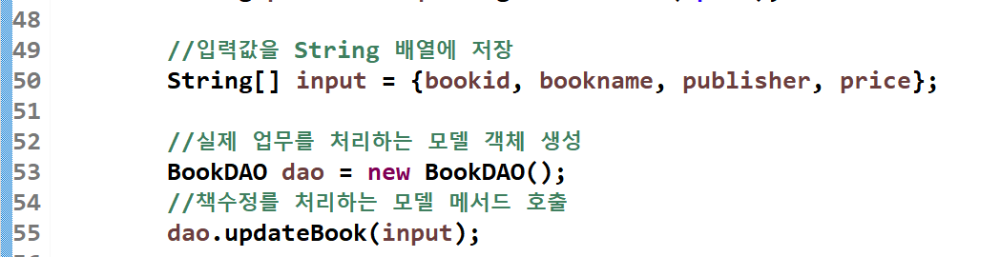 48
49 //입력값을 String 배열에 저장
50 String[] input = {bookid, bookname, publisher, price};
51
52 //실제 업무를 처리하는 모델 객체 생성
53 BookDAO dao = new BookDAO();
54 //책수정를 처리하는 모델 메서드 호출
55 dao.updateBook(input);